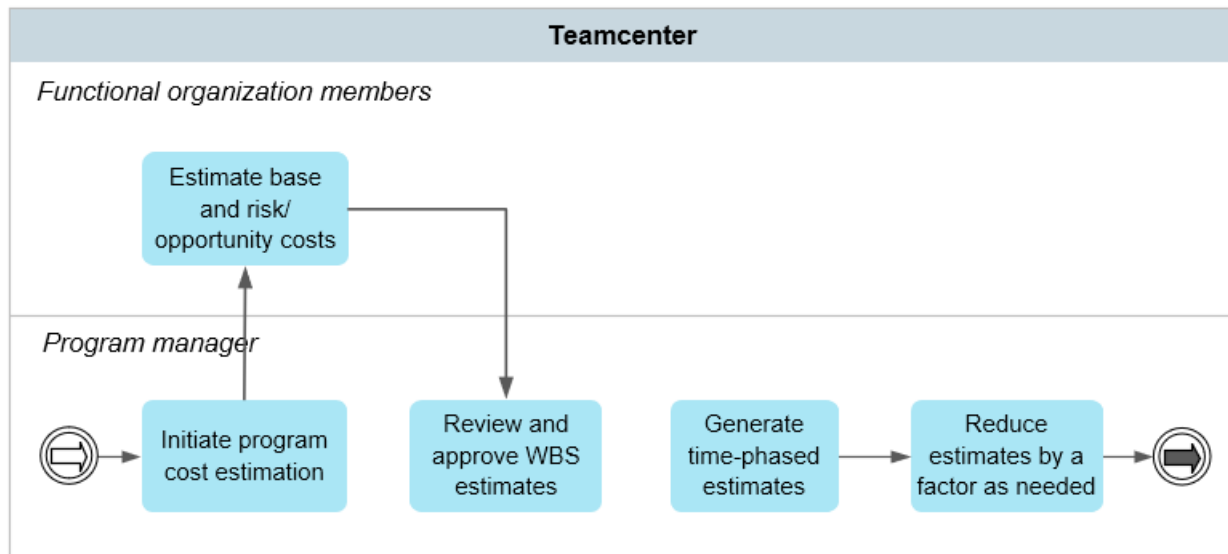 Teamcenter
Functional organization members
Estimate base
and risk/
opportunity costs
Program manager
Initiate program
cost estimation
Review and
approve WBS
estimates
Generate
time-phased
estimates
Reduce
estimates by a
factor as needed